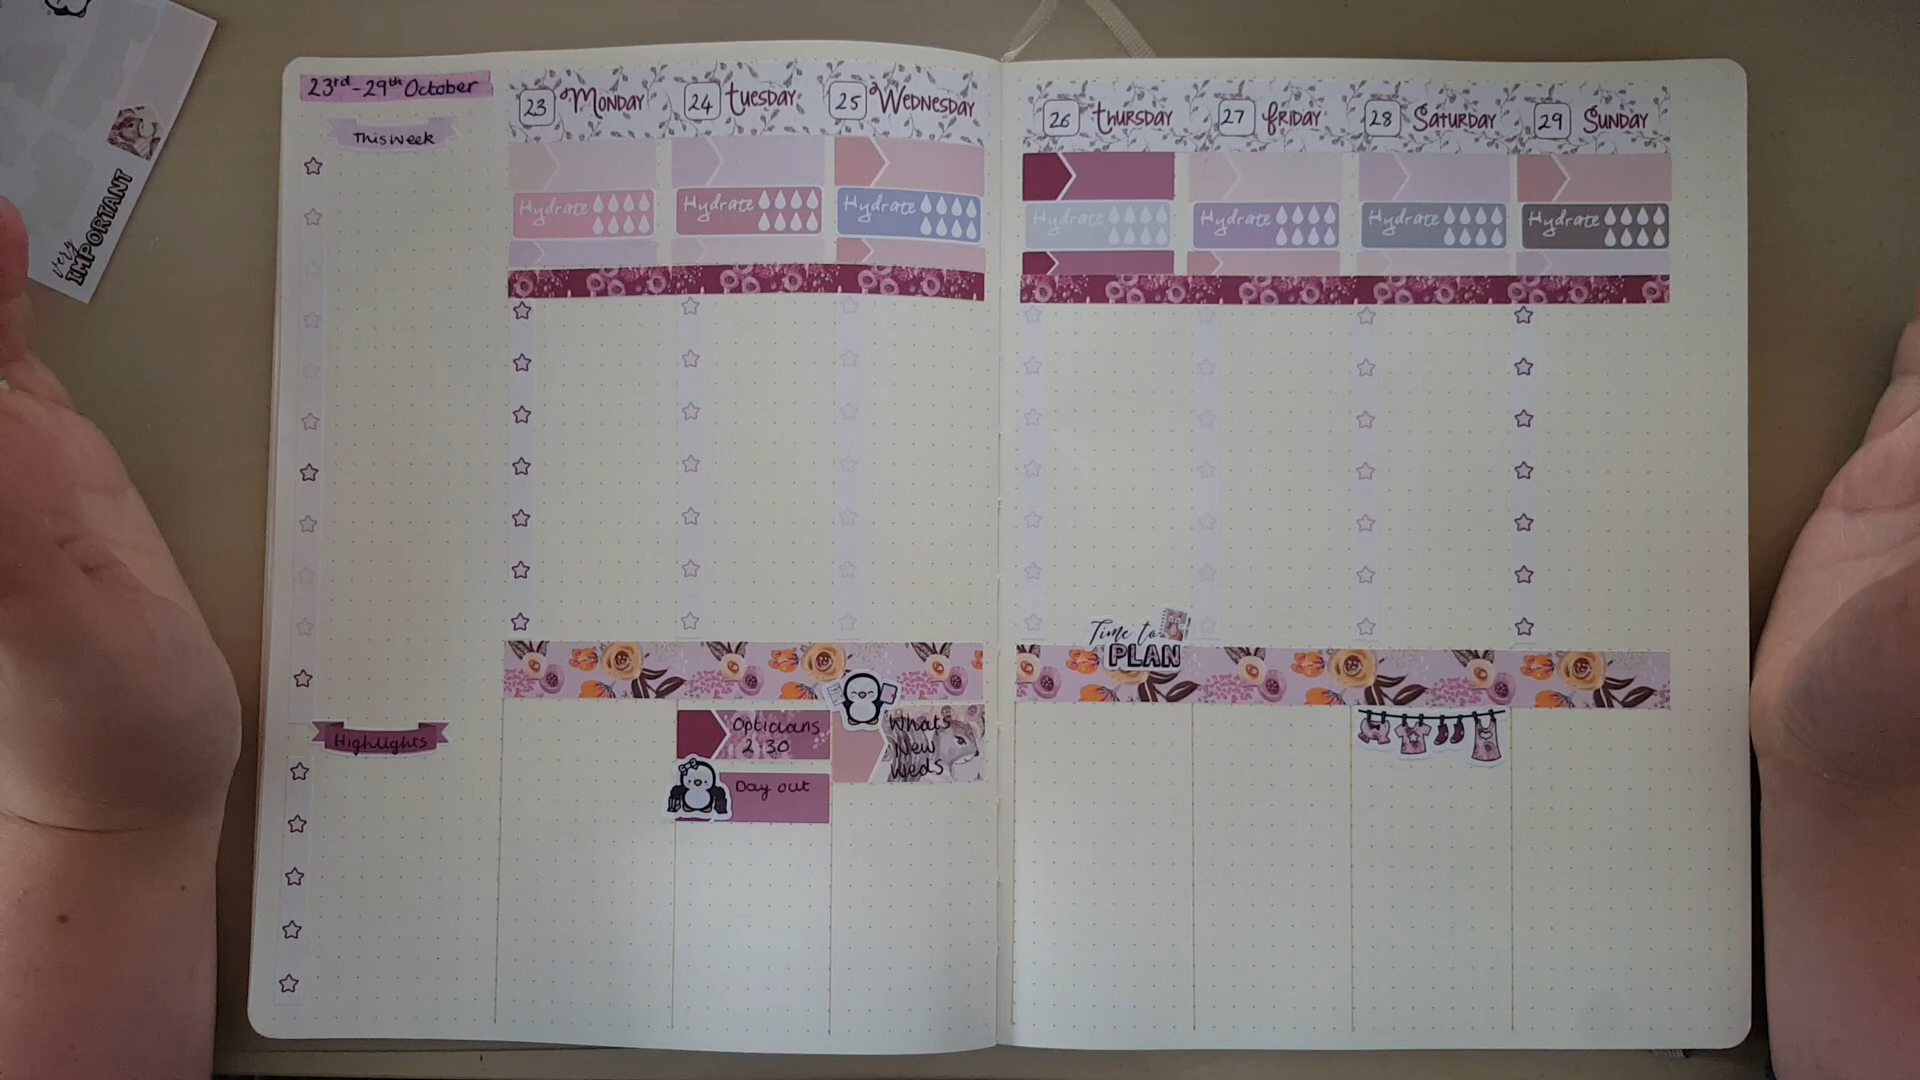 very
IMPORTANT
23rd-29th October
This week
23 Monday
24 Tuesday
25 Wednesday
26 Thursday
27 Friday
28 Saturday
29 Sunday
Hydrate
Hydrate
Hydrate
Hydrate
Hydrate
Hydrate
Hydrate
Time to
PLAN
Highlights
Opticians
2:30
Day out
Whats
New
Weds